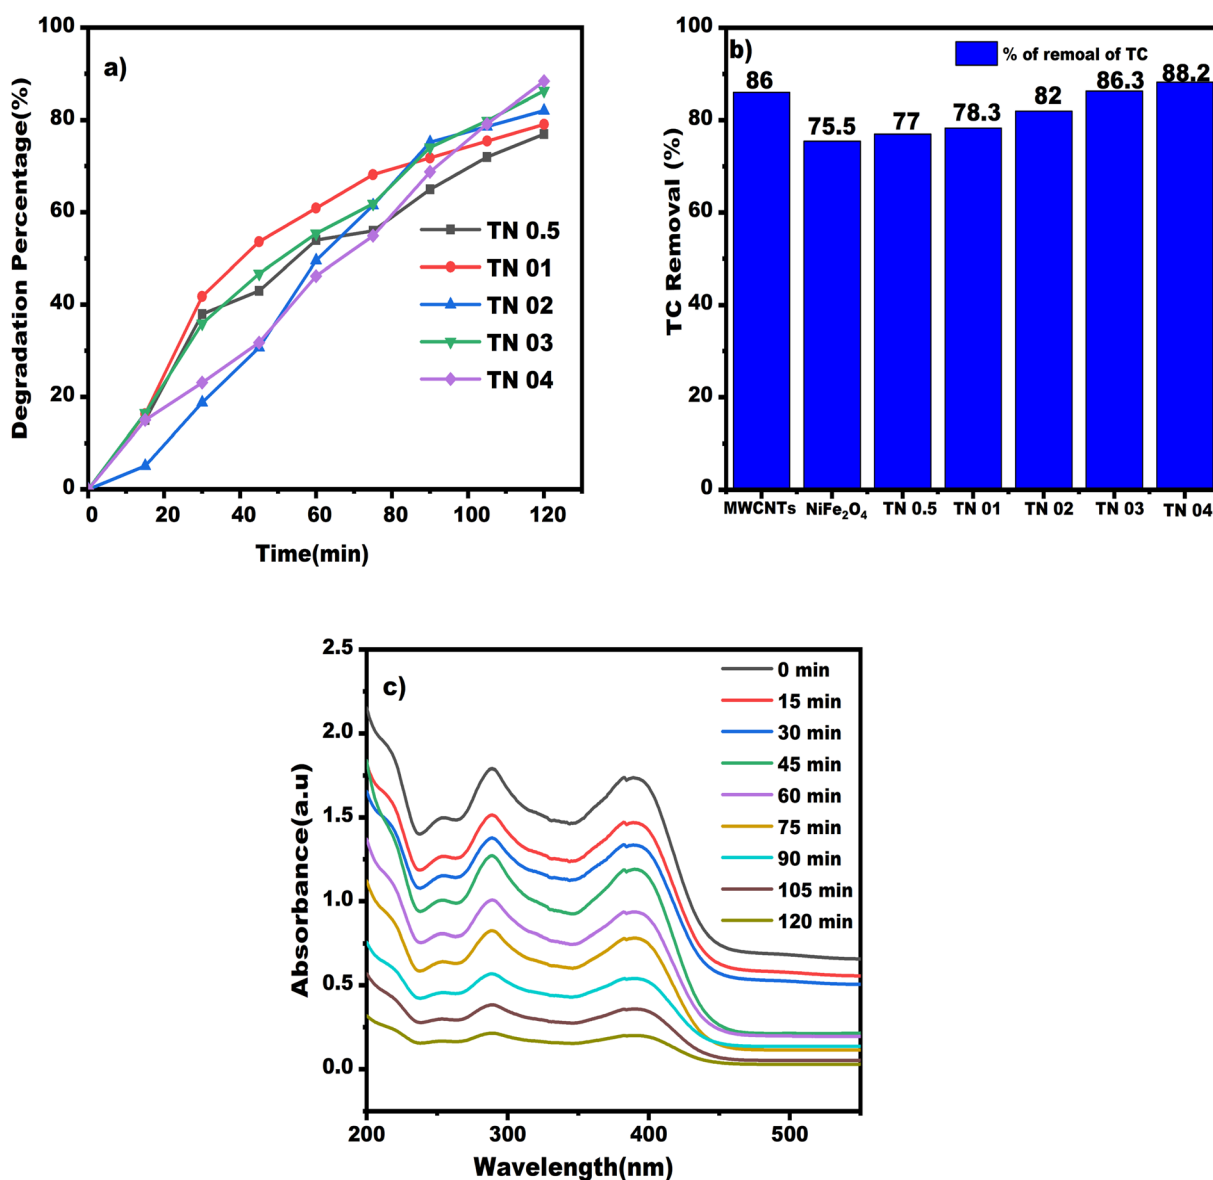 a)
Degradation Percentage(%)
100
80
60
40
20
0
TN 0.5
TN 01
TN 02
TN 03
TN 04
0 20 40 60 80 100 120
Time(min)
b)
% of remoal of TC
TC Removal (%)
100
80
60
40
20
0
86 75.5 77 78.3 82 86.3 88.2
MWCNTs NiFe₂O₄ TN 0.5 TN 01 TN 02 TN 03 TN 04
c)
Absorbance(a.u)
2.5
2.0
1.5
1.0
0.5
0.0
0 min
15 min
30 min
45 min
60 min
75 min
90 min
105 min
120 min
200 300 400 500
Wavelength(nm)